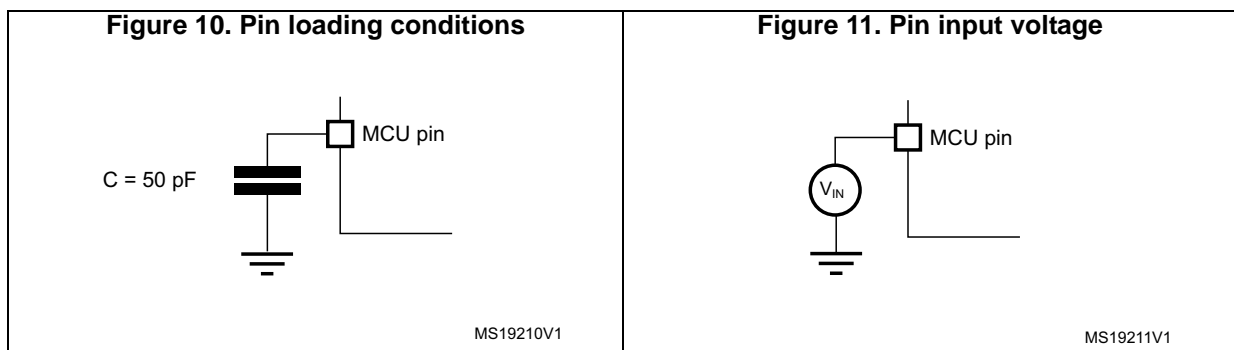 Figure 10. Pin loading conditions
MCU pin
C = 50 pF
MS19210V1
Figure 11. Pin input voltage
MCU pin
VIN
MS19211V1